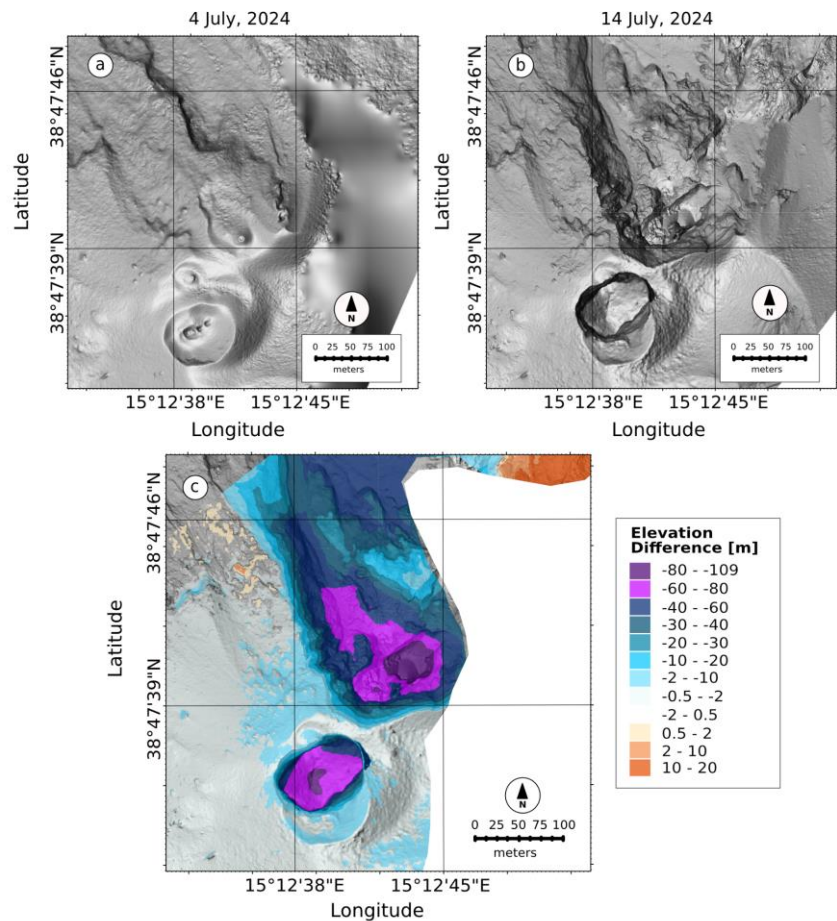 4 July, 2024
14 July, 2024
a
b
Latitude
38°47'46"N
38°47'39"N
N
0 25 50 75 100
meters
15°12'38"E 15°12'45"E
Longitude
Latitude
38°47'46"N
38°47'39"N
N
0 25 50 75 100
meters
15°12'38"E 15°12'45"E
Longitude
c
Latitude
38°47'46"N
38°47'39"N
N
0 25 50 75 100
meters
15°12'38"E 15°12'45"E
Longitude
Elevation
Difference [m]
-80 - -109
-60 - -80
-40 - -60
-30 - -40
-20 - -30
-10 - -20
-2 - -10
-0.5 - -2
-2 - 0.5
0.5 - 2
2 - 10
10 - 20